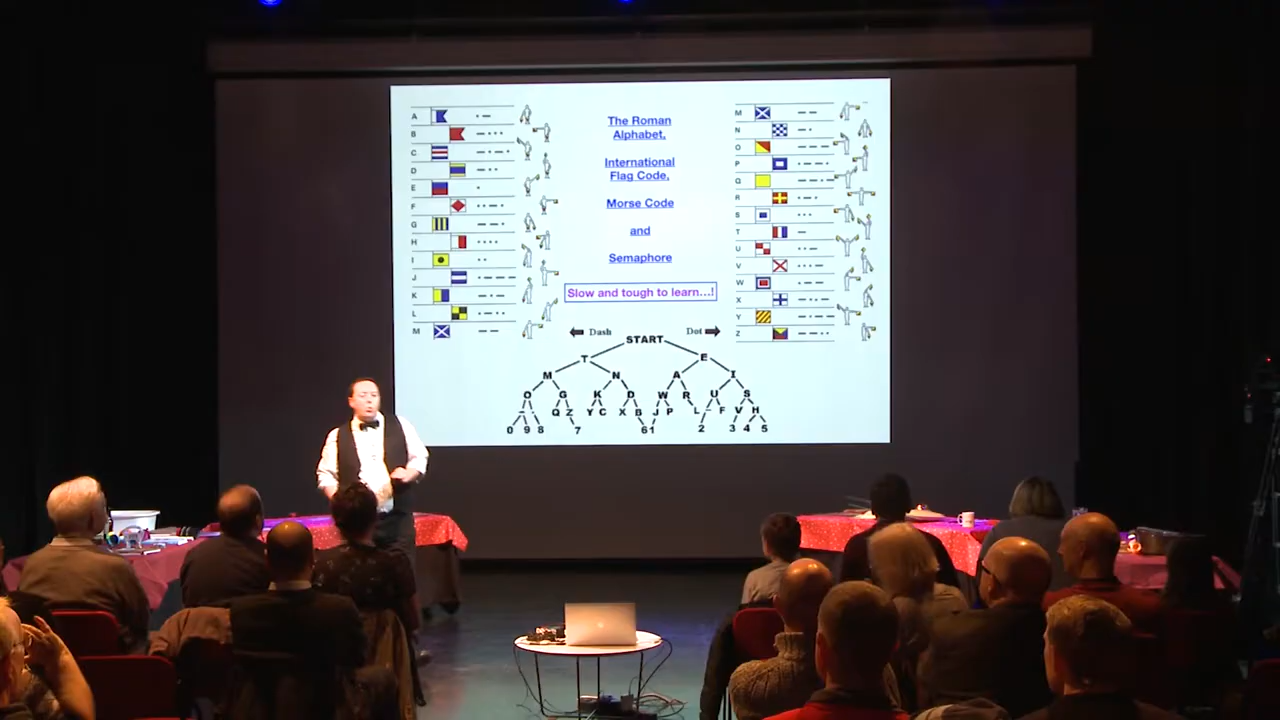 A
B
C
D
E
F
G
H
I
J
K
L
M
The Roman
Alphabet,
International
Flag Code,
Morse Code
and
Semaphore
Slow and tough to learn...!
M
N
O
P
Q
R
S
T
U
V
W
X
Y
Z
Dash Dot
START
T E
M N A I
O G K D W R U S
Q Z Y C X B J P L F V H
0 9 8 7 6 1 2 3 4 5